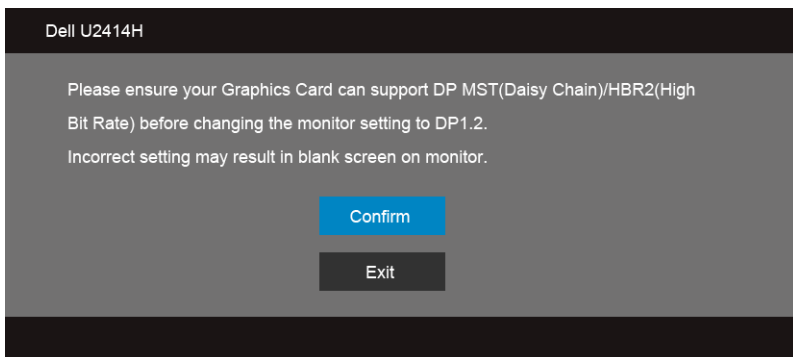 Dell U2414H
Please ensure your Graphics Card can support DP MST(Daisy Chain)/HBR2(High
Bit Rate) before changing the monitor setting to DP1.2.
Incorrect setting may result in blank screen on monitor.
Confirm
Exit